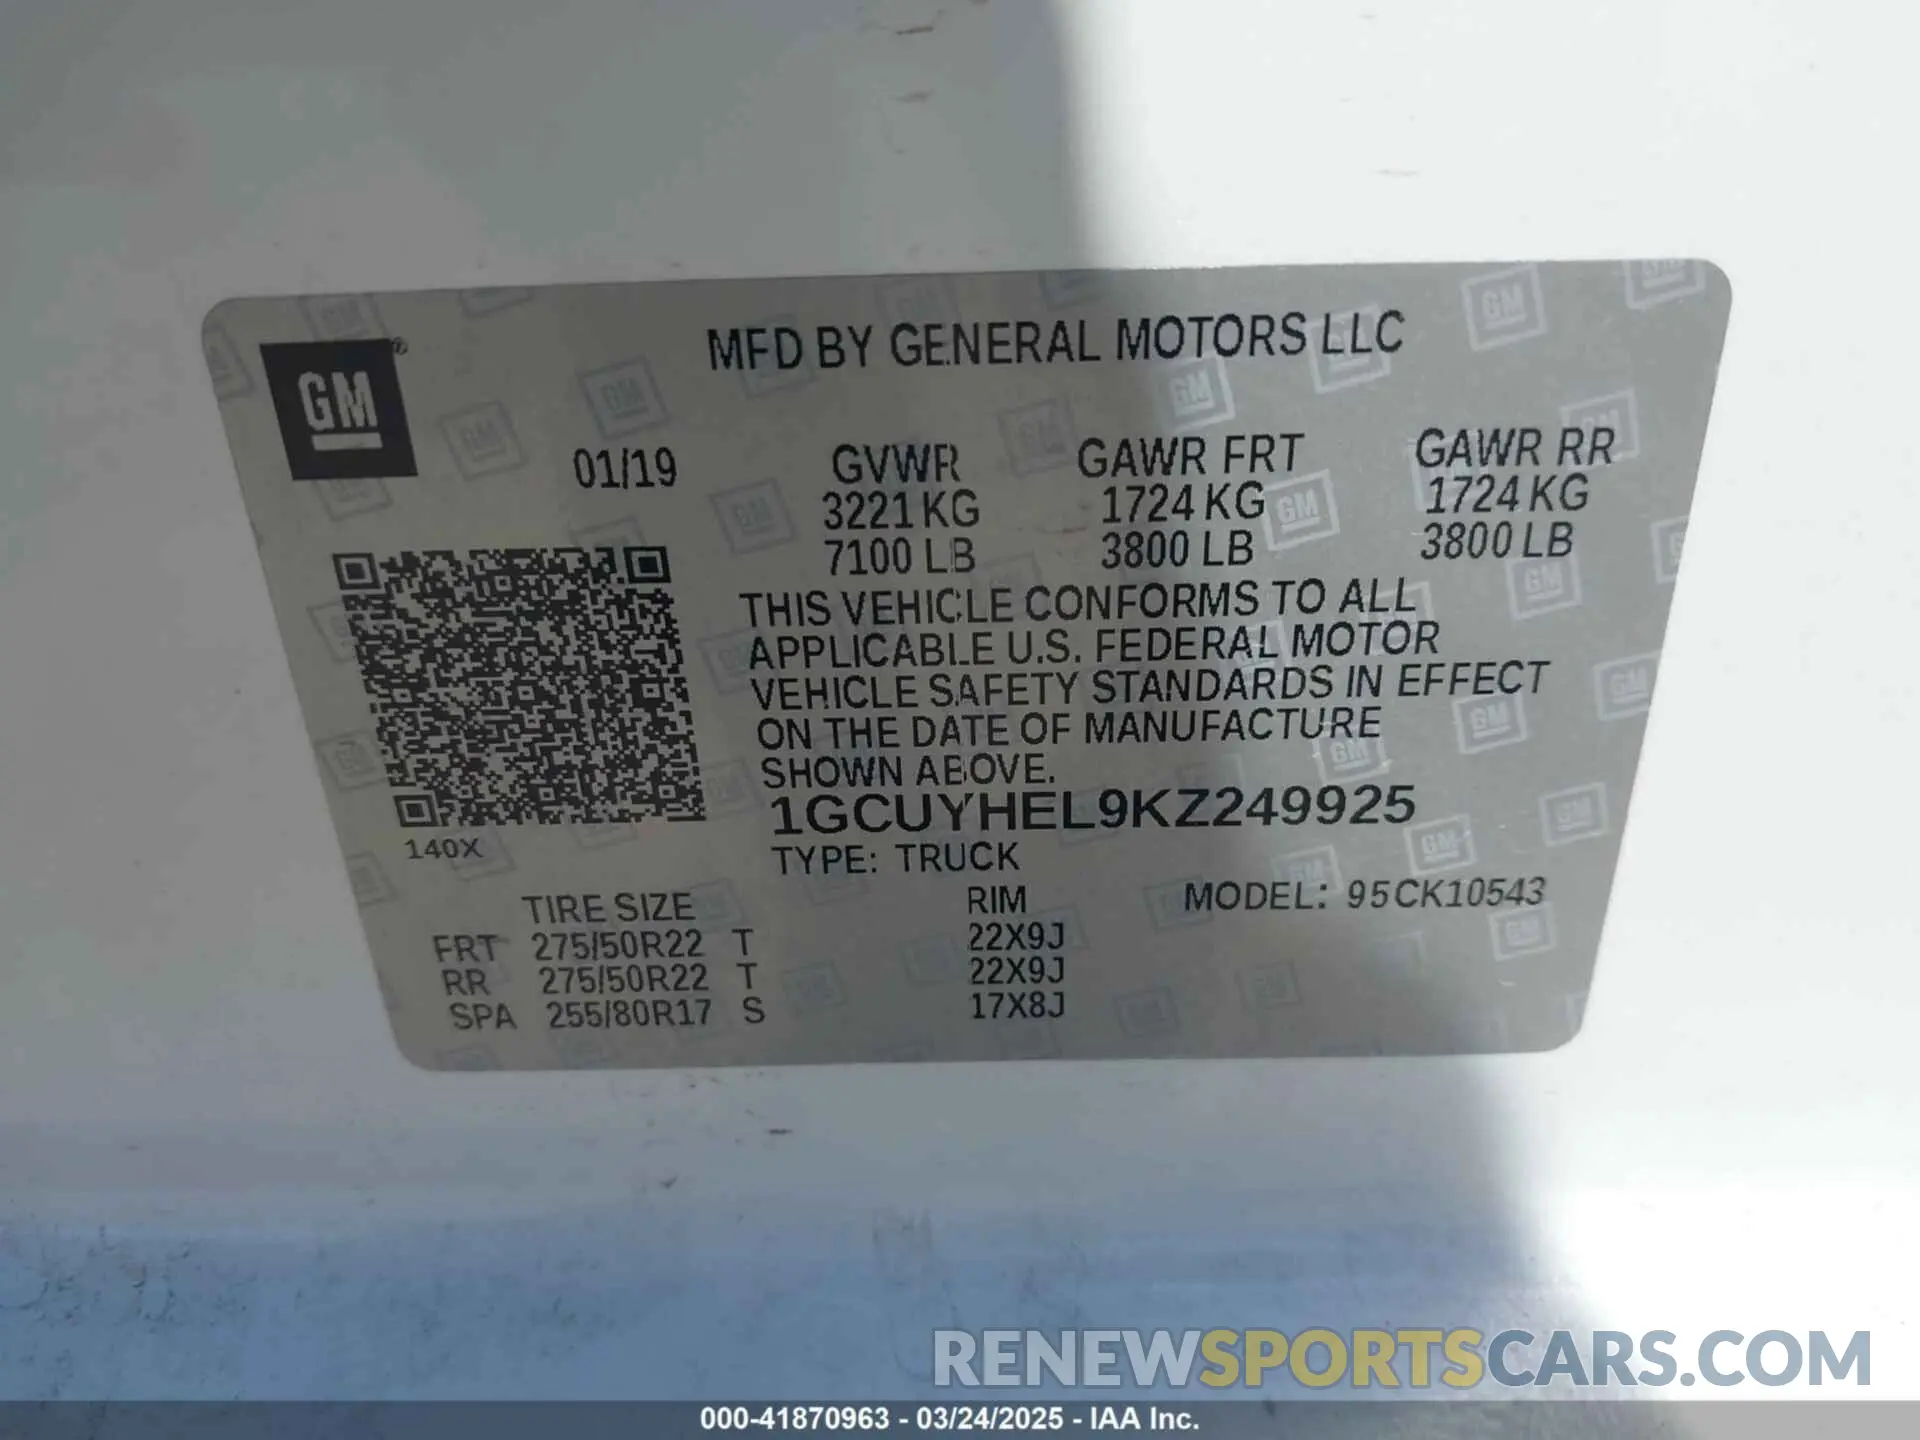 MFD BY GENERAL MOTORS LLC
GM®
01/19 GVWR GAWR FRT GAWR RR
3221 KG 1724 KG 1724 KG
7100 LB 3800 LB 3800 LB
THIS VEHICLE CONFORMS TO ALL
APPLICABLE U.S. FEDERAL MOTOR
VEHICLE SAFETY STANDARDS IN EFFECT
ON THE DATE OF MANUFACTURE
SHOWN ABOVE.
1GCUYHEL9KZ249925
140X
TYPE: TRUCK
TIRE SIZE RIM MODEL: 95CK10543
FRT 275/50R22 T 22X9J
RR 275/50R22 T 22X9J
SPA 255/80R17 S 17X8J
RENEWSPORTSCARS.COM
000-41870963 - 03/24/2025 - IAA Inc.